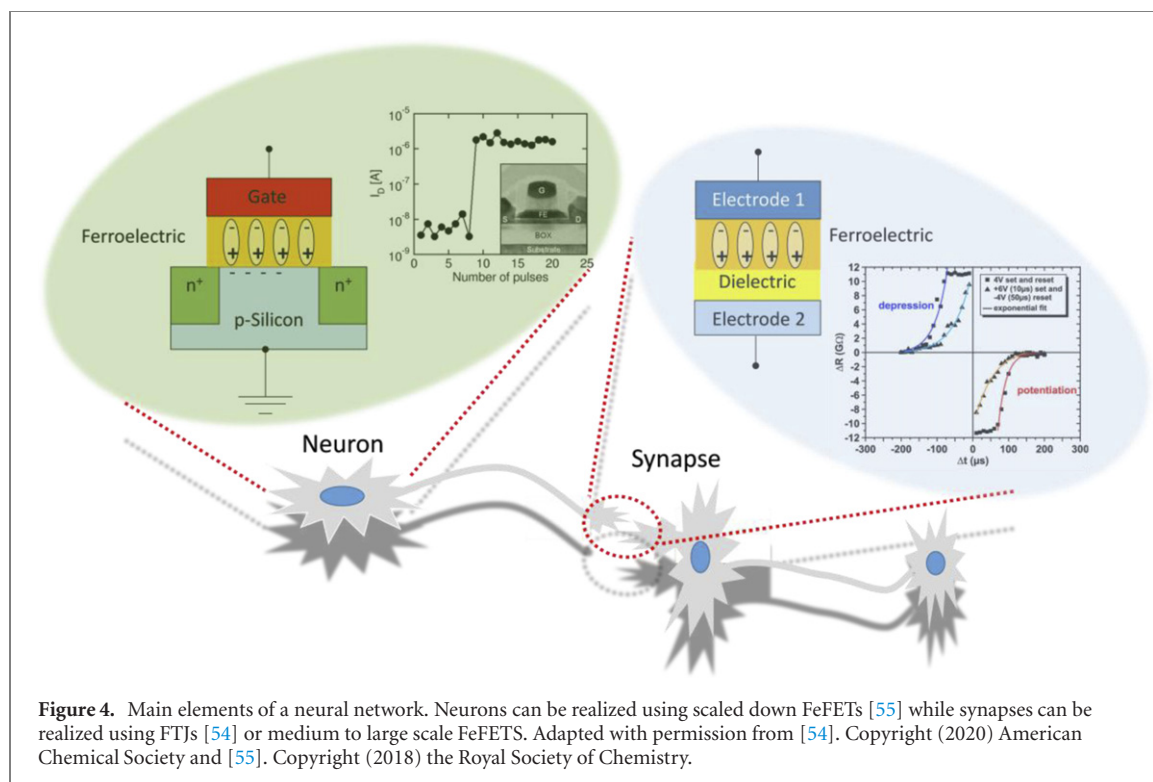 Gate
Ferroelectric
n⁺
n⁺
p-Silicon
I_D [A]
10⁻⁵
10⁻⁶
10⁻⁷
10⁻⁸
10⁻⁹
0 5 10 15 20 25
Number of pulses
G
S FE D
BOX
Substrate
Electrode 1
Ferroelectric
Dielectric
Electrode 2
ΔR (GΩ)
12
10
8
6
4
2
0
-2
-4
-6
-8
-10
-12
-300 -200 -100 0 100 200 300
Δt (µs)
4V set and reset
+6V (10µs) set and
-4V (50µs) reset
exponential fit
depression
potentiation
Neuron
Synapse
Figure 4. Main elements of a neural network. Neurons can be realized using scaled down FeFETs [55] while synapses can be
realized using FTJs [54] or medium to large scale FeFETS. Adapted with permission from [54]. Copyright (2020) American
Chemical Society and [55]. Copyright (2018) the Royal Society of Chemistry.